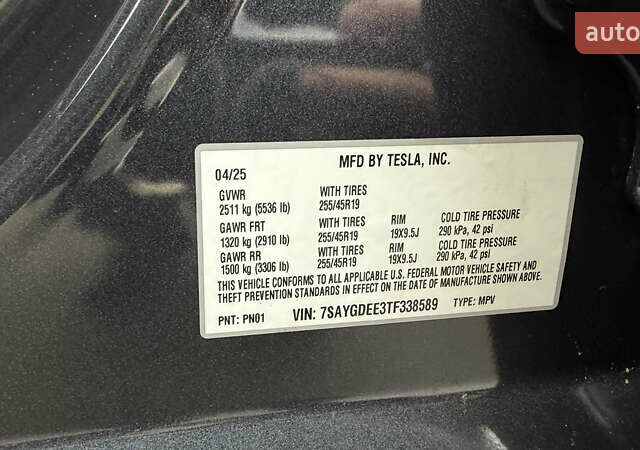 auto
MFD BY TESLA, INC.
04/25
GVWR WITH TIRES
2511 kg (5536 lb) 255/45R19
GAWR FRT WITH TIRES RIM COLD TIRE PRESSURE
1320 kg (2910 lb) 255/45R19 19X9.5J 290 kPa, 42 psi
GAWR RR WITH TIRES RIM COLD TIRE PRESSURE
1500 kg (3306 lb) 255/45R19 19X9.5J 290 kPa, 42 psi
THIS VEHICLE CONFORMS TO ALL APPLICABLE U.S. FEDERAL MOTOR VEHICLE SAFETY AND
THEFT PREVENTION STANDARDS IN EFFECT ON THE DATE OF MANUFACTURE SHOWN ABOVE.
PNT: PN01 VIN: 7SAYGDEE3TF338589 TYPE: MPV